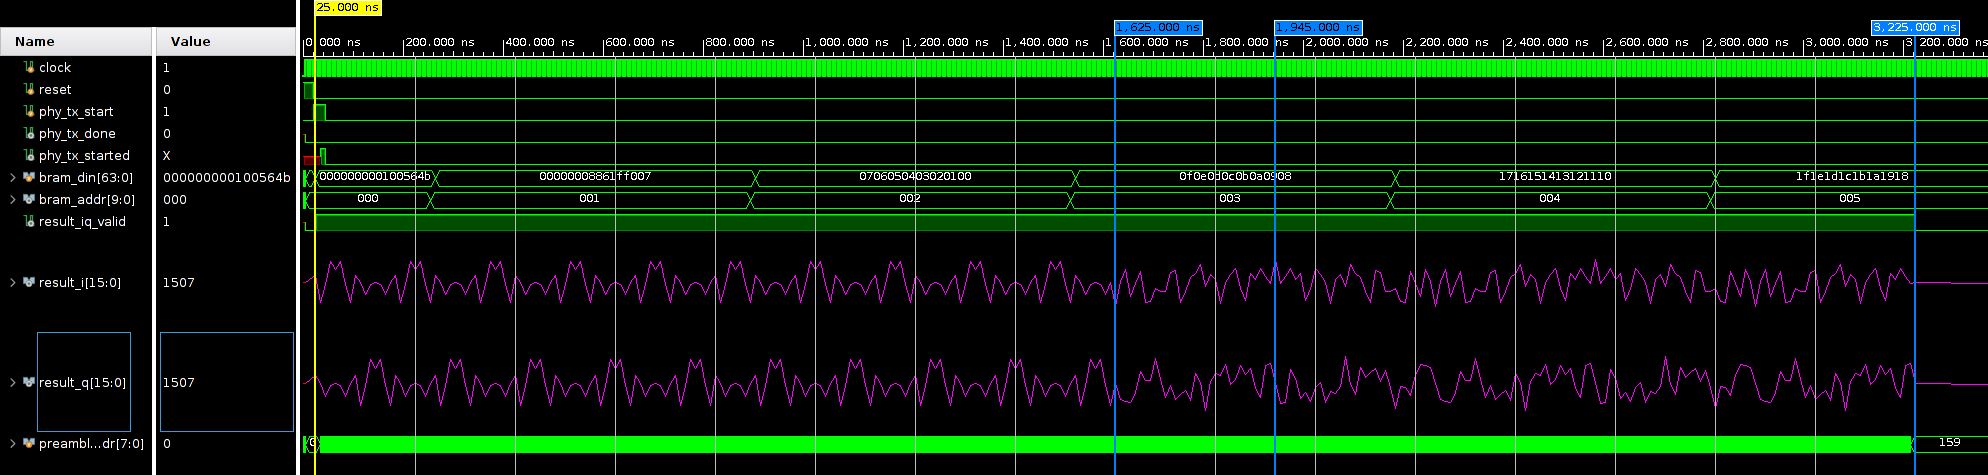 25.000 ns
1,625.000 ns 1,945.000 ns 3,225.000 ns
Name Value 0.000 ns 200.000 ns 400.000 ns 600.000 ns 800.000 ns 1,000.000 ns 1,200.000 ns 1,400.000 ns 1,600.000 ns 1,800.000 ns 2,000.000 ns 2,200.000 ns 2,400.000 ns 2,600.000 ns 2,800.000 ns 3,000.000 ns 3,200.000 ns
clock 1
reset 0
phy_tx_start 1
phy_tx_done 0
phy_tx_started X
bram_din[63:0] 000000000100564b 000000000100564b 00000008861ff007 0706050403020100 0f0e0d0c0b0a0908 1716151413121110 1f1e1d1c1b1a1918
bram_addr[9:0] 000 000 001 002 003 004 005
result_iq_valid 1
result_i[15:0] 1507
result_q[15:0] 1507
preambl...dr[7:0] 0 0 159